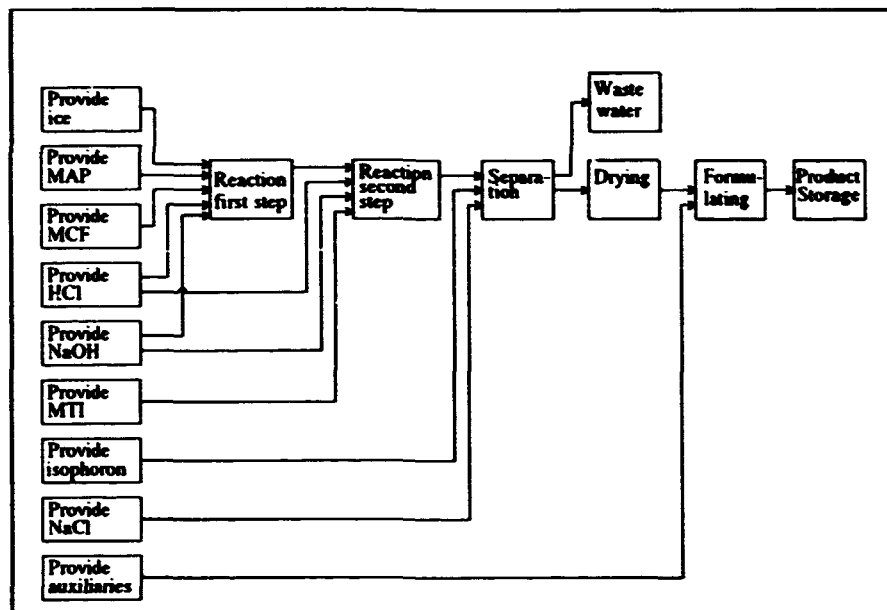 Provide
ice
Provide
MAP
Provide
MCF
Provide
HCl
Provide
NaOH
Provide
MTI
Provide
isophoron
Provide
NaCl
Provide
auxiliaries
Reaction
first step
Reaction
second
step
Separa-
tion
Waste
water
Drying
Formu-
lating
Product
Storage